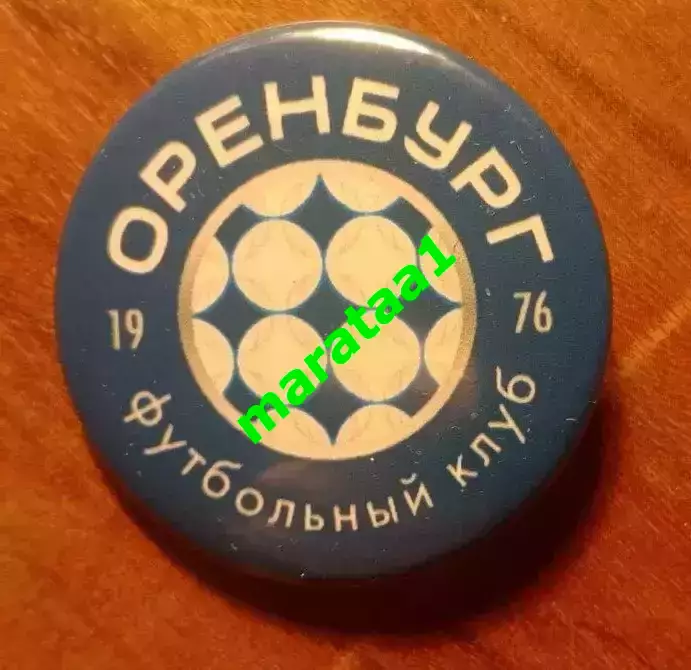 ОРЕНБУРГ
19 76
marataa1
футбольный клуб